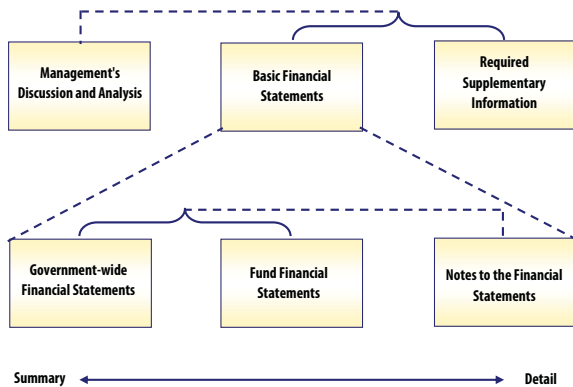 Management's
Discussion and Analysis
Basic Financial
Statements
Required
Supplementary
Information
Government-wide
Financial Statements
Fund Financial
Statements
Notes to the Financial
Statements
Summary
Detail